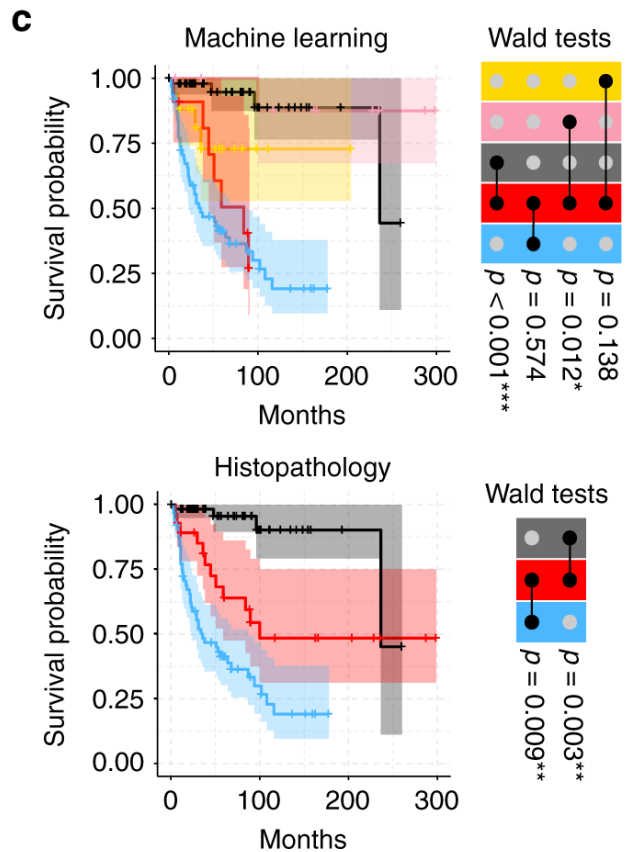 c
Machine learning
Wald tests
Survival probability
1.00
0.75
0.50
0.25
0.00
0 100 200 300
Months
p <0.001***
p = 0.574
p = 0.012*
p = 0.138
Histopathology
Wald tests
Survival probability
1.00
0.75
0.50
0.25
0.00
0 100 200 300
Months
p = 0.009**
p = 0.003**